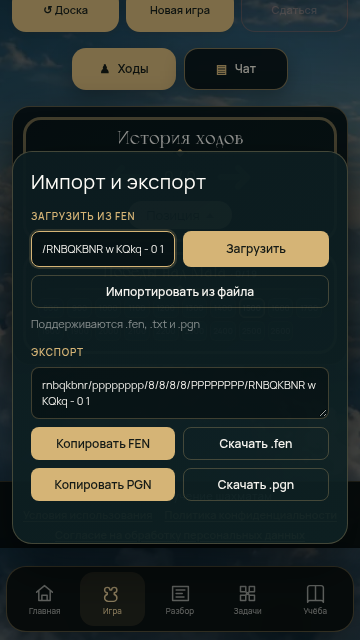 ↺ Доска
Новая игра
Сдаться
♟ Ходы
▤ Чат
История ходов
Импорт и экспорт
ЗАГРУЗИТЬ ИЗ FEN
/RNBQKBNR w KQkq - 0 1
Загрузить
Импортировать из файла
Поддерживаются .fen, .txt и .pgn
ЭКСПОРТ
rnbqkbnr/pppppppp/8/8/8/8/PPPPPPPP/RNBQKBNR w
KQkq - 0 1
Копировать FEN
Скачать .fen
Копировать PGN
Скачать .pgn
Главная
Игра
Разбор
Задачи
Учёба